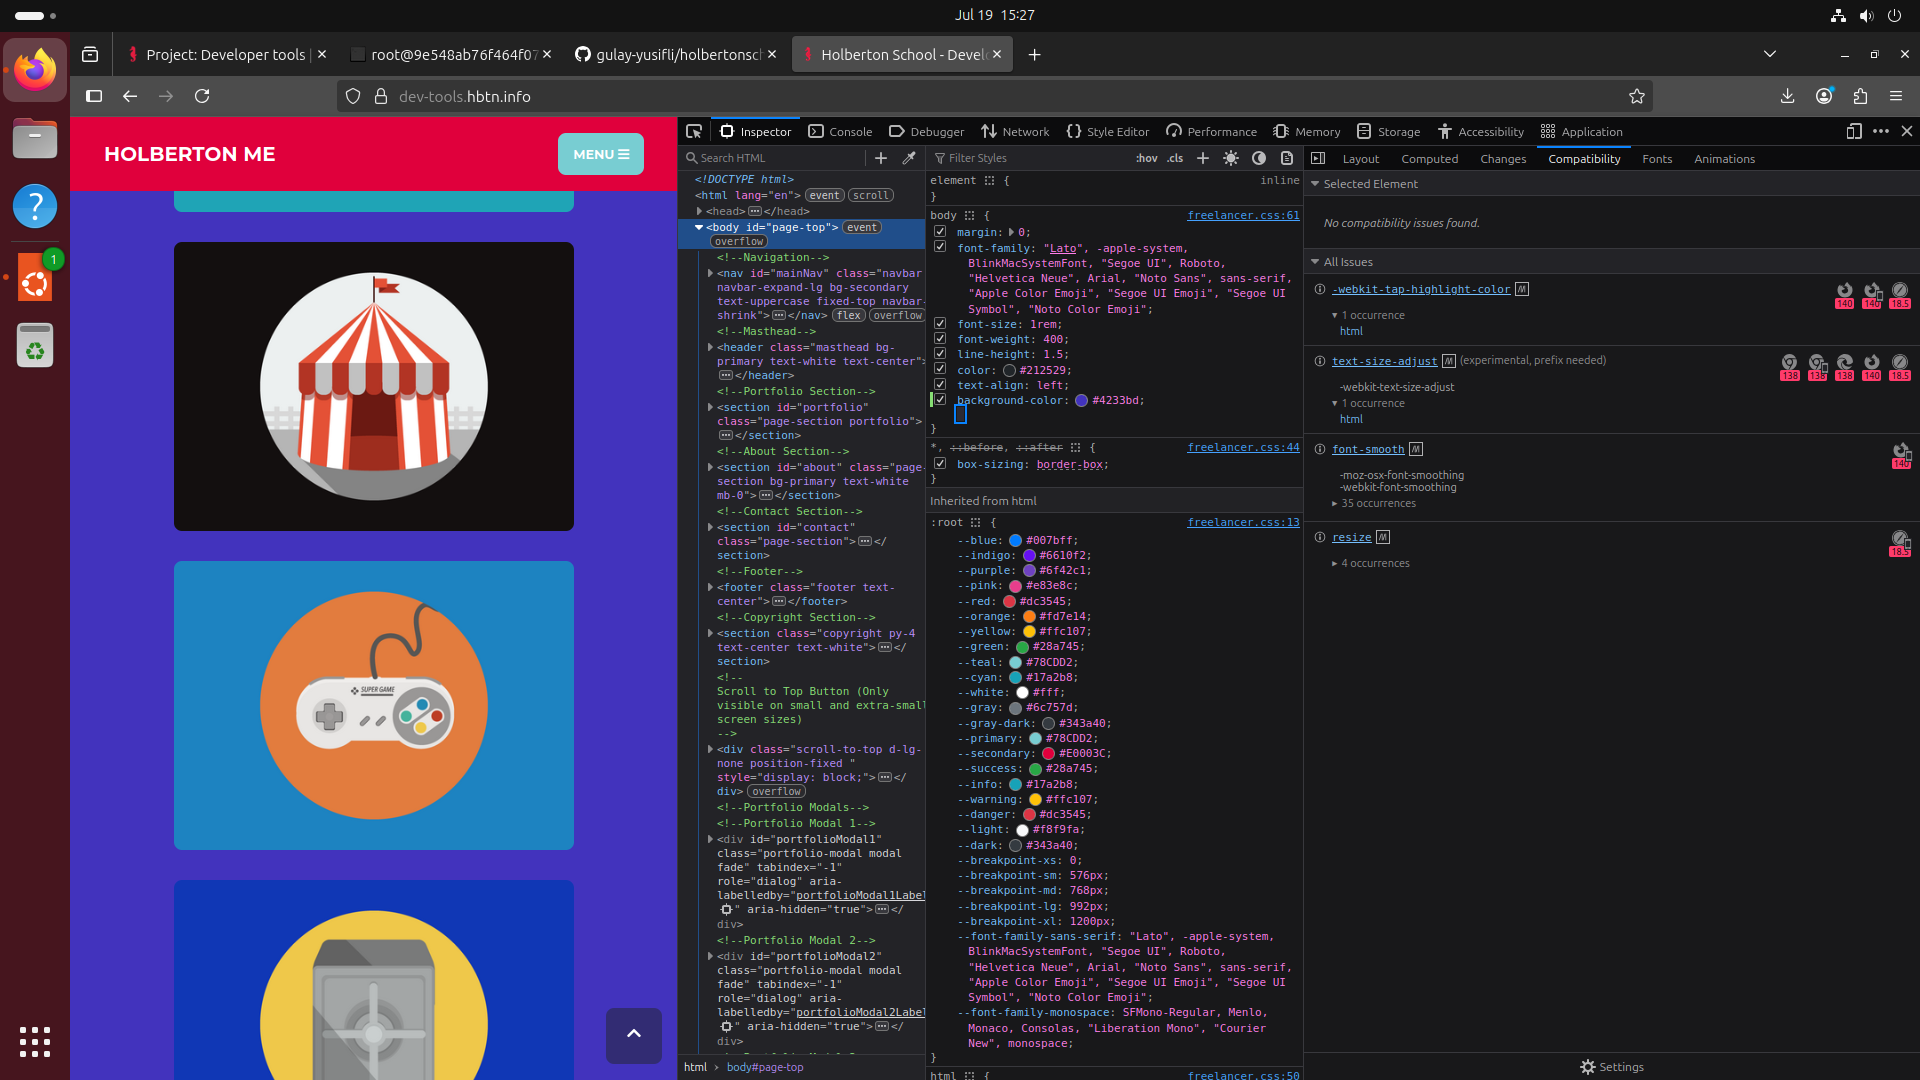 Jul 19 15:27
Project: Developer tools |
root@9e548ab76f464f07
gulay-yusifli/holbertonsch
Holberton School - Develo
dev-tools.hbtn.info
HOLBERTON ME
MENU
SUPER GAME
1
Inspector
Console
Debugger
Network
Style Editor
Performance
Memory
Storage
Accessibility
Application
Search HTML
<!DOCTYPE html>
<html lang="en"> event scroll
<head></head>
<body id="page-top"> event
overflow
<!--Navigation-->
<nav id="mainNav" class="navbar
navbar-expand-lg bg-secondary
text-uppercase fixed-top navbar-
shrink"></nav> flex overflow
<!--Masthead-->
<header class="masthead bg-
primary text-white text-center">
</header>
<!--Portfolio Section-->
<section id="portfolio"
class="page-section portfolio">
</section>
<!--About Section-->
<section id="about" class="page-
section bg-primary text-white
mb-0"></section>
<!--Contact Section-->
<section id="contact"
class="page-section"></
section>
<!--Footer-->
<footer class="footer text-
center"></footer>
<!--Copyright Section-->
<section class="copyright py-4
text-center text-white"></
section>
<!--
Scroll to Top Button (Only
visible on small and extra-small
screen sizes)
-->
<div class="scroll-to-top d-lg-
none position-fixed "
style="display: block;"></
div> overflow
<!--Portfolio Modals-->
<!--Portfolio Modal 1-->
<div id="portfolioModal1"
class="portfolio-modal modal
fade" tabindex="-1"
role="dialog" aria-
labelledby="portfolioModal1Label
" aria-hidden="true"></
div>
<!--Portfolio Modal 2-->
<div id="portfolioModal2"
class="portfolio-modal modal
fade" tabindex="-1"
role="dialog" aria-
labelledby="portfolioModal2Label
" aria-hidden="true"></
div>
html > body#page-top
Filter Styles
:hov .cls
element { inline
}
body { freelancer.css:61
margin: 0;
font-family: "Lato", -apple-system,
BlinkMacSystemFont, "Segoe UI", Roboto,
"Helvetica Neue", Arial, "Noto Sans", sans-serif,
"Apple Color Emoji", "Segoe UI Emoji", "Segoe UI
Symbol", "Noto Color Emoji";
font-size: 1rem;
font-weight: 400;
line-height: 1.5;
color: #212529;
text-align: left;
background-color: #4233bd;
}
*, ::before, ::after { freelancer.css:44
box-sizing: border-box;
}
Inherited from html
:root { freelancer.css:13
--blue: #007bff;
--indigo: #6610f2;
--purple: #6f42c1;
--pink: #e83e8c;
--red: #dc3545;
--orange: #fd7e14;
--yellow: #ffc107;
--green: #28a745;
--teal: #78CDD2;
--cyan: #17a2b8;
--white: #fff;
--gray: #6c757d;
--gray-dark: #343a40;
--primary: #78CDD2;
--secondary: #E0003C;
--success: #28a745;
--info: #17a2b8;
--warning: #ffc107;
--danger: #dc3545;
--light: #f8f9fa;
--dark: #343a40;
--breakpoint-xs: 0;
--breakpoint-sm: 576px;
--breakpoint-md: 768px;
--breakpoint-lg: 992px;
--breakpoint-xl: 1200px;
--font-family-sans-serif: "Lato", -apple-system,
BlinkMacSystemFont, "Segoe UI", Roboto,
"Helvetica Neue", Arial, "Noto Sans", sans-serif,
"Apple Color Emoji", "Segoe UI Emoji", "Segoe UI
Symbol", "Noto Color Emoji";
--font-family-monospace: SFMono-Regular, Menlo,
Monaco, Consolas, "Liberation Mono", "Courier
New", monospace;
}
html { freelancer.css:50
Layout
Computed
Changes
Compatibility
Fonts
Animations
Selected Element
No compatibility issues found.
All Issues
-webkit-tap-highlight-color
140 140 18.5
1 occurrence
html
text-size-adjust (experimental, prefix needed)
138 138 138 140 18.5
-webkit-text-size-adjust
1 occurrence
html
font-smooth
140
-moz-osx-font-smoothing
-webkit-font-smoothing
35 occurrences
resize
18.5
4 occurrences
Settings